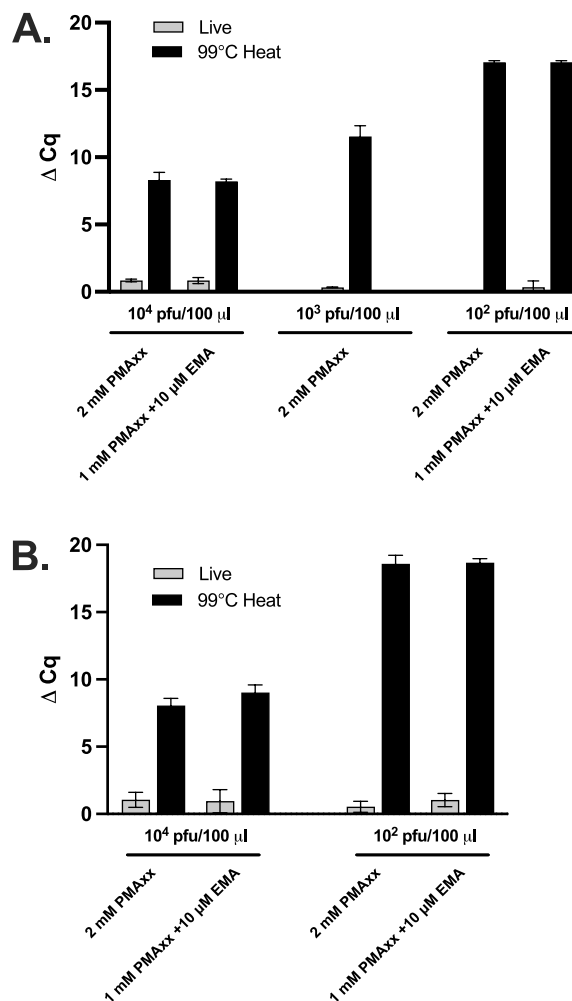 A.
Live
99°C Heat
20
15
10
5
0
Δ Cq
10⁴ pfu/100 µl
10³ pfu/100 µl
10² pfu/100 µl
2 mM PMAxx
1 mM PMAxx +10 µM EMA
2 mM PMAxx
2 mM PMAxx
1 mM PMAxx +10 µM EMA
B.
Live
99°C Heat
20
15
10
5
0
Δ Cq
10⁴ pfu/100 µl
10² pfu/100 µl
2 mM PMAxx
1 mM PMAxx +10 µM EMA
2 mM PMAxx
1 mM PMAxx +10 µM EMA